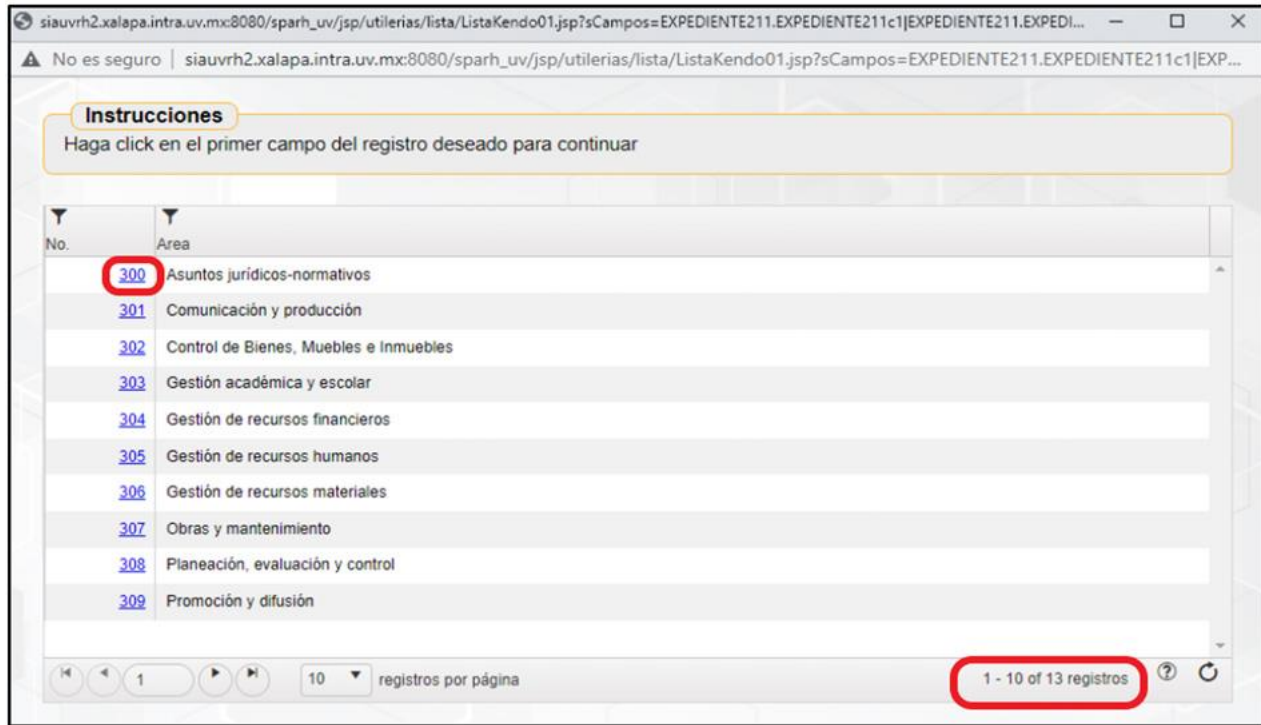 siauvrh2.xalapa.intra.uv.mx:8080/sparh_uv/jsp/utilerias/lista/ListaKendo01.jsp?sCampos=EXPEDIENTE211.EXPEDIENTE211c1|EXPEDIENTE211.EXPEDI...
No es seguro | siauvrh2.xalapa.intra.uv.mx:8080/sparh_uv/jsp/utilerias/lista/ListaKendo01.jsp?sCampos=EXPEDIENTE211.EXPEDIENTE211c1|EXP...
Instrucciones
Haga click en el primer campo del registro deseado para continuar
No. Area
300 Asuntos jurídicos-normativos
301 Comunicación y producción
302 Control de Bienes, Muebles e Inmuebles
303 Gestión académica y escolar
304 Gestión de recursos financieros
305 Gestión de recursos humanos
306 Gestión de recursos materiales
307 Obras y mantenimiento
308 Planeación, evaluación y control
309 Promoción y difusión
1 10 registros por página 1 - 10 of 13 registros